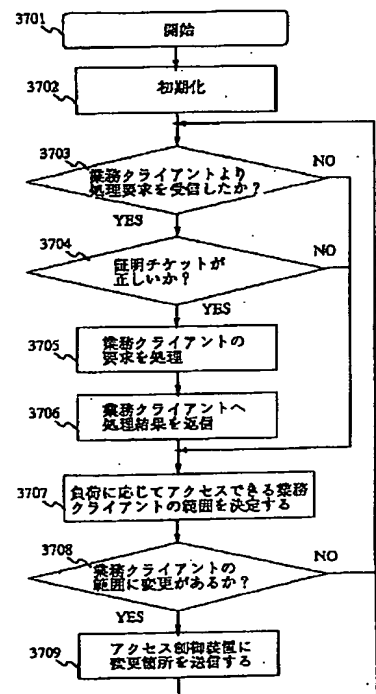 3701
開始
3702
初期化
3703
業務クライアントより
処理要求を受信したか?
NO
YES
3704
証明チケットが
正しいか?
NO
YES
3705
業務クライアントの
要求を処理
3706
業務クライアントへ
処理結果を返信
3707
負荷に応じてアクセスできる業務
クライアントの範囲を決定する
3708
業務クライアントの
範囲に変更があるか?
NO
YES
3709
アクセス制御装置に
変更箇所を送信する